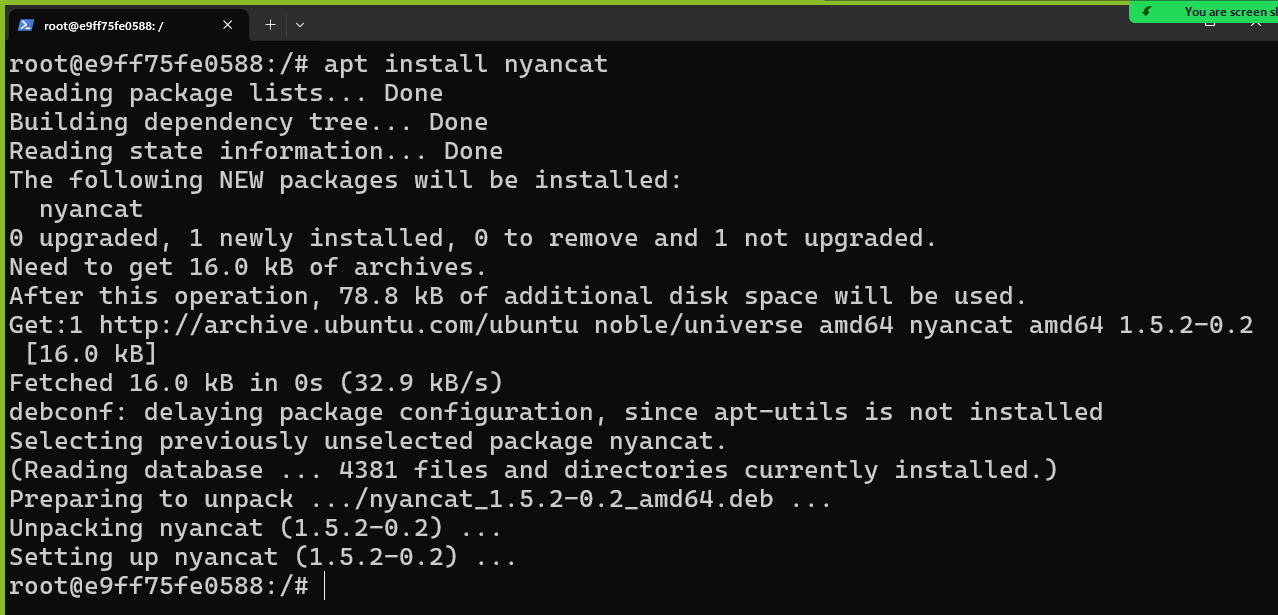 root@e9ff75fe0588: /
You are screen
root@e9ff75fe0588:/# apt install nyancat
Reading package lists... Done
Building dependency tree... Done
Reading state information... Done
The following NEW packages will be installed:
  nyancat
0 upgraded, 1 newly installed, 0 to remove and 1 not upgraded.
Need to get 16.0 kB of archives.
After this operation, 78.8 kB of additional disk space will be used.
Get:1 http://archive.ubuntu.com/ubuntu noble/universe amd64 nyancat amd64 1.5.2-0.2
 [16.0 kB]
Fetched 16.0 kB in 0s (32.9 kB/s)
debconf: delaying package configuration, since apt-utils is not installed
Selecting previously unselected package nyancat.
(Reading database ... 4381 files and directories currently installed.)
Preparing to unpack .../nyancat_1.5.2-0.2_amd64.deb ...
Unpacking nyancat (1.5.2-0.2) ...
Setting up nyancat (1.5.2-0.2) ...
root@e9ff75fe0588:/#